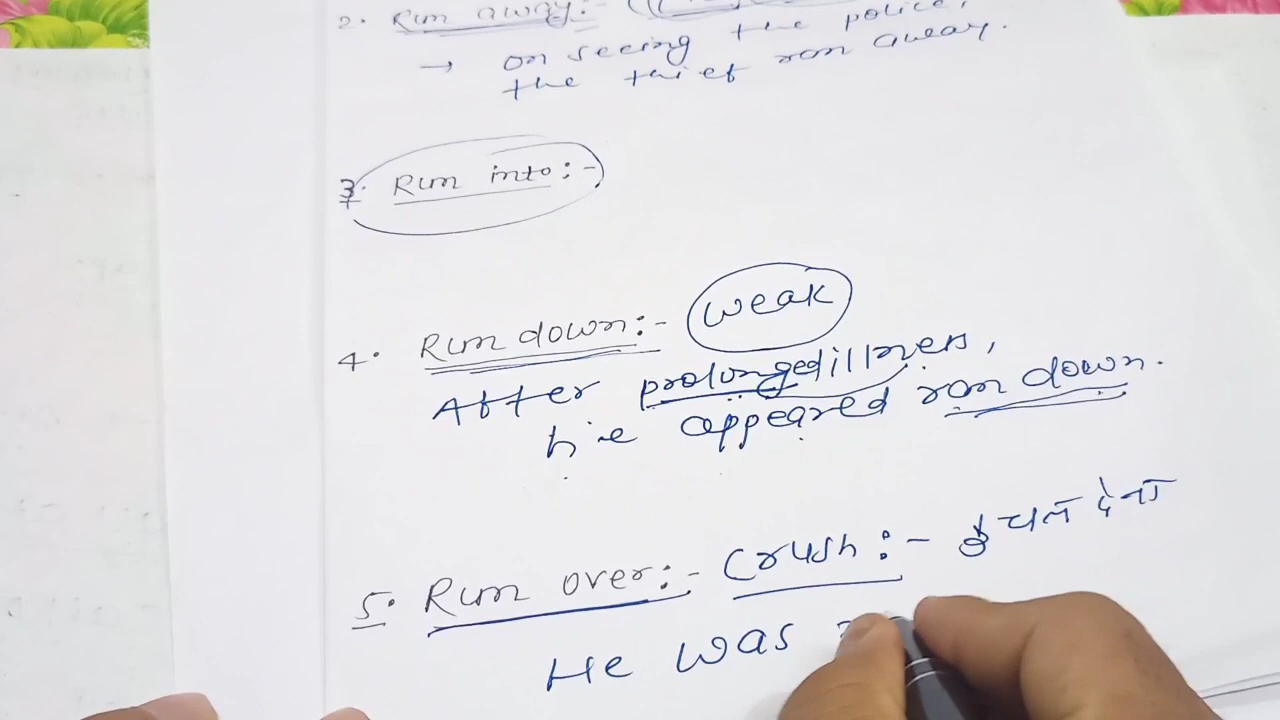 2. Run away:-
→ on seeing the police,
the thief ran away.
3. Run into:-
4. Run down:- weak
After prolonged illness,
he appeared ran down.
5. Run over:- Crush:- कुचल देना
He was